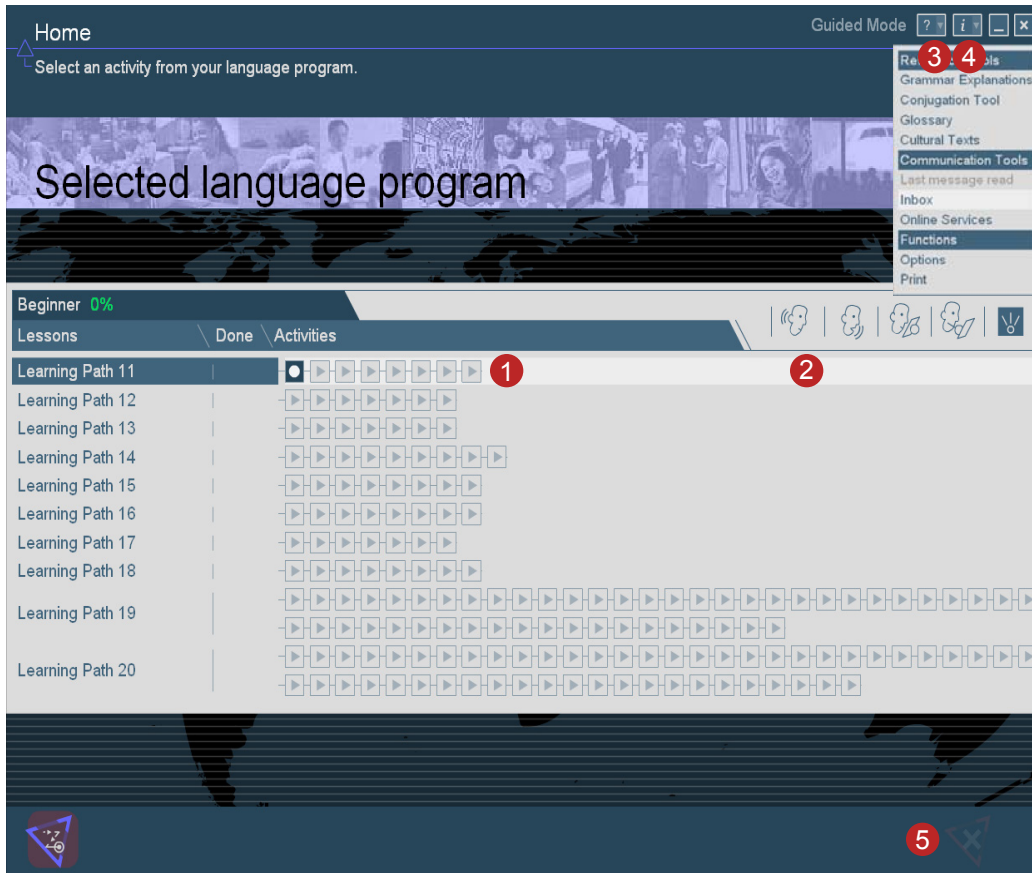 Home
Guided Mode ? i
Select an activity from your language program.
3 4
Grammar Explanations
Conjugation Tool
Glossary
Cultural Texts
Communication Tools
Last message read
Inbox
Online Services
Functions
Options
Print
Selected language program
Beginner 0%
Lessons Done Activities
Learning Path 11 1 2
Learning Path 12
Learning Path 13
Learning Path 14
Learning Path 15
Learning Path 16
Learning Path 17
Learning Path 18
Learning Path 19
Learning Path 20
5